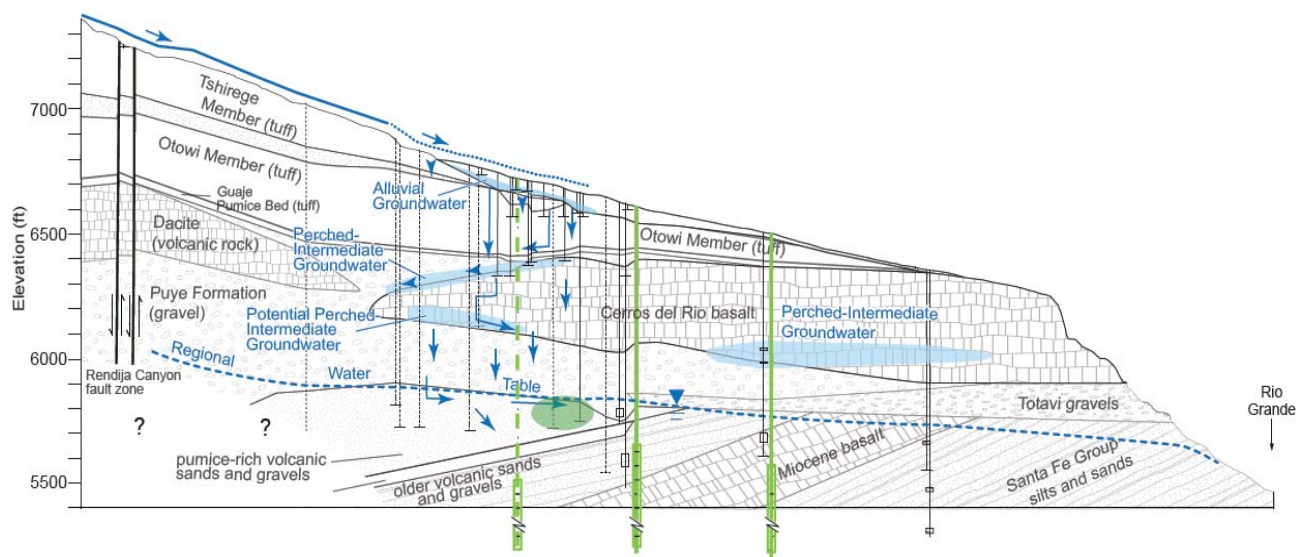 Elevation (ft)
7000
6500
6000
5500
Tshirege
Member (tuff)
Otowi Member (tuff)
Guaje
Pumice Bed (tuff)
Dacite
(volcanic rock)
Puye Formation
(gravel)
Rendija Canyon
fault zone
?
?
Alluvial
Groundwater
Perched-
Intermediate
Groundwater
Potential Perched-
Intermediate
Groundwater
Regional
Water
Table
Otowi Member (tuff)
Cerros del Rio basalt
Perched-Intermediate
Groundwater
Totavi gravels
Rio
Grande
pumice-rich volcanic
sands and gravels
older volcanic sands
and gravels
Miocene basalt
Santa Fe Group
silts and sands